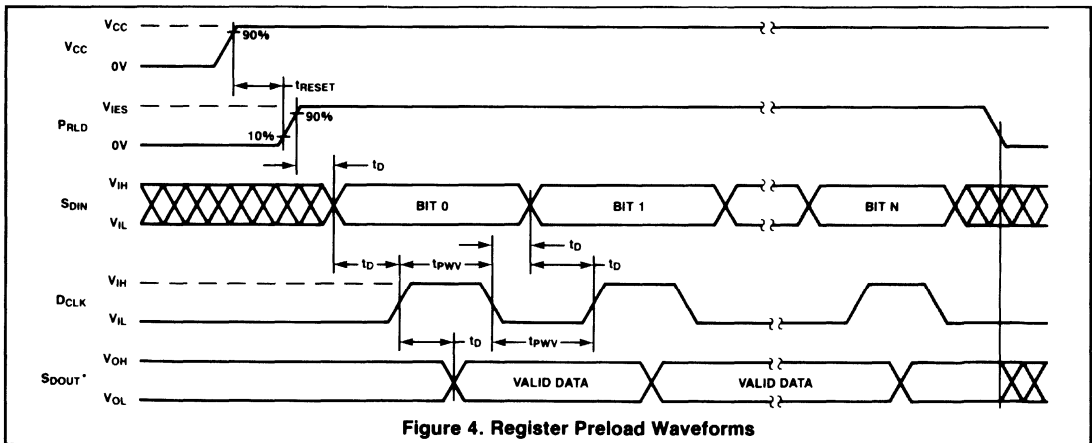 VCC
VCC
90%
0V
tRESET
VIES
PRLD
90%
10%
0V
tD
VIH
SDIN
BIT 0
BIT 1
BIT N
VIL
tD
tPWV
tD
tD
VIH
DCLK
VIL
tD
tPWV
VOH
SDOUT*
VALID DATA
VALID DATA
VOL
Figure 4. Register Preload Waveforms